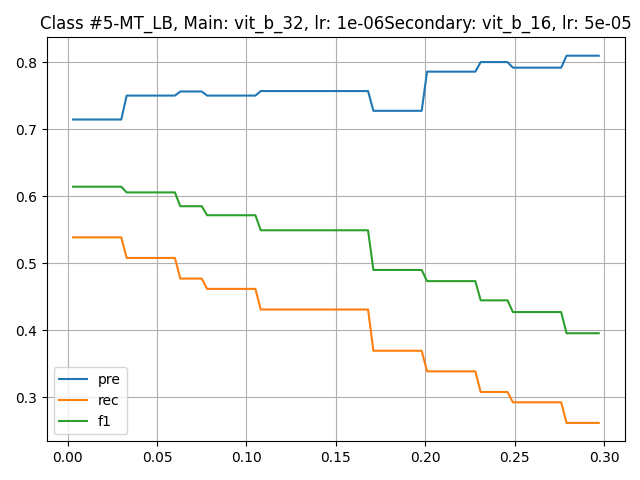 Class #5-MT_LB, Main: vit_b_32, lr: 1e-06Secondary: vit_b_16, lr: 5e-05
0.8
0.7
0.6
0.5
0.4
0.3
pre
rec
f1
0.00 0.05 0.10 0.15 0.20 0.25 0.30